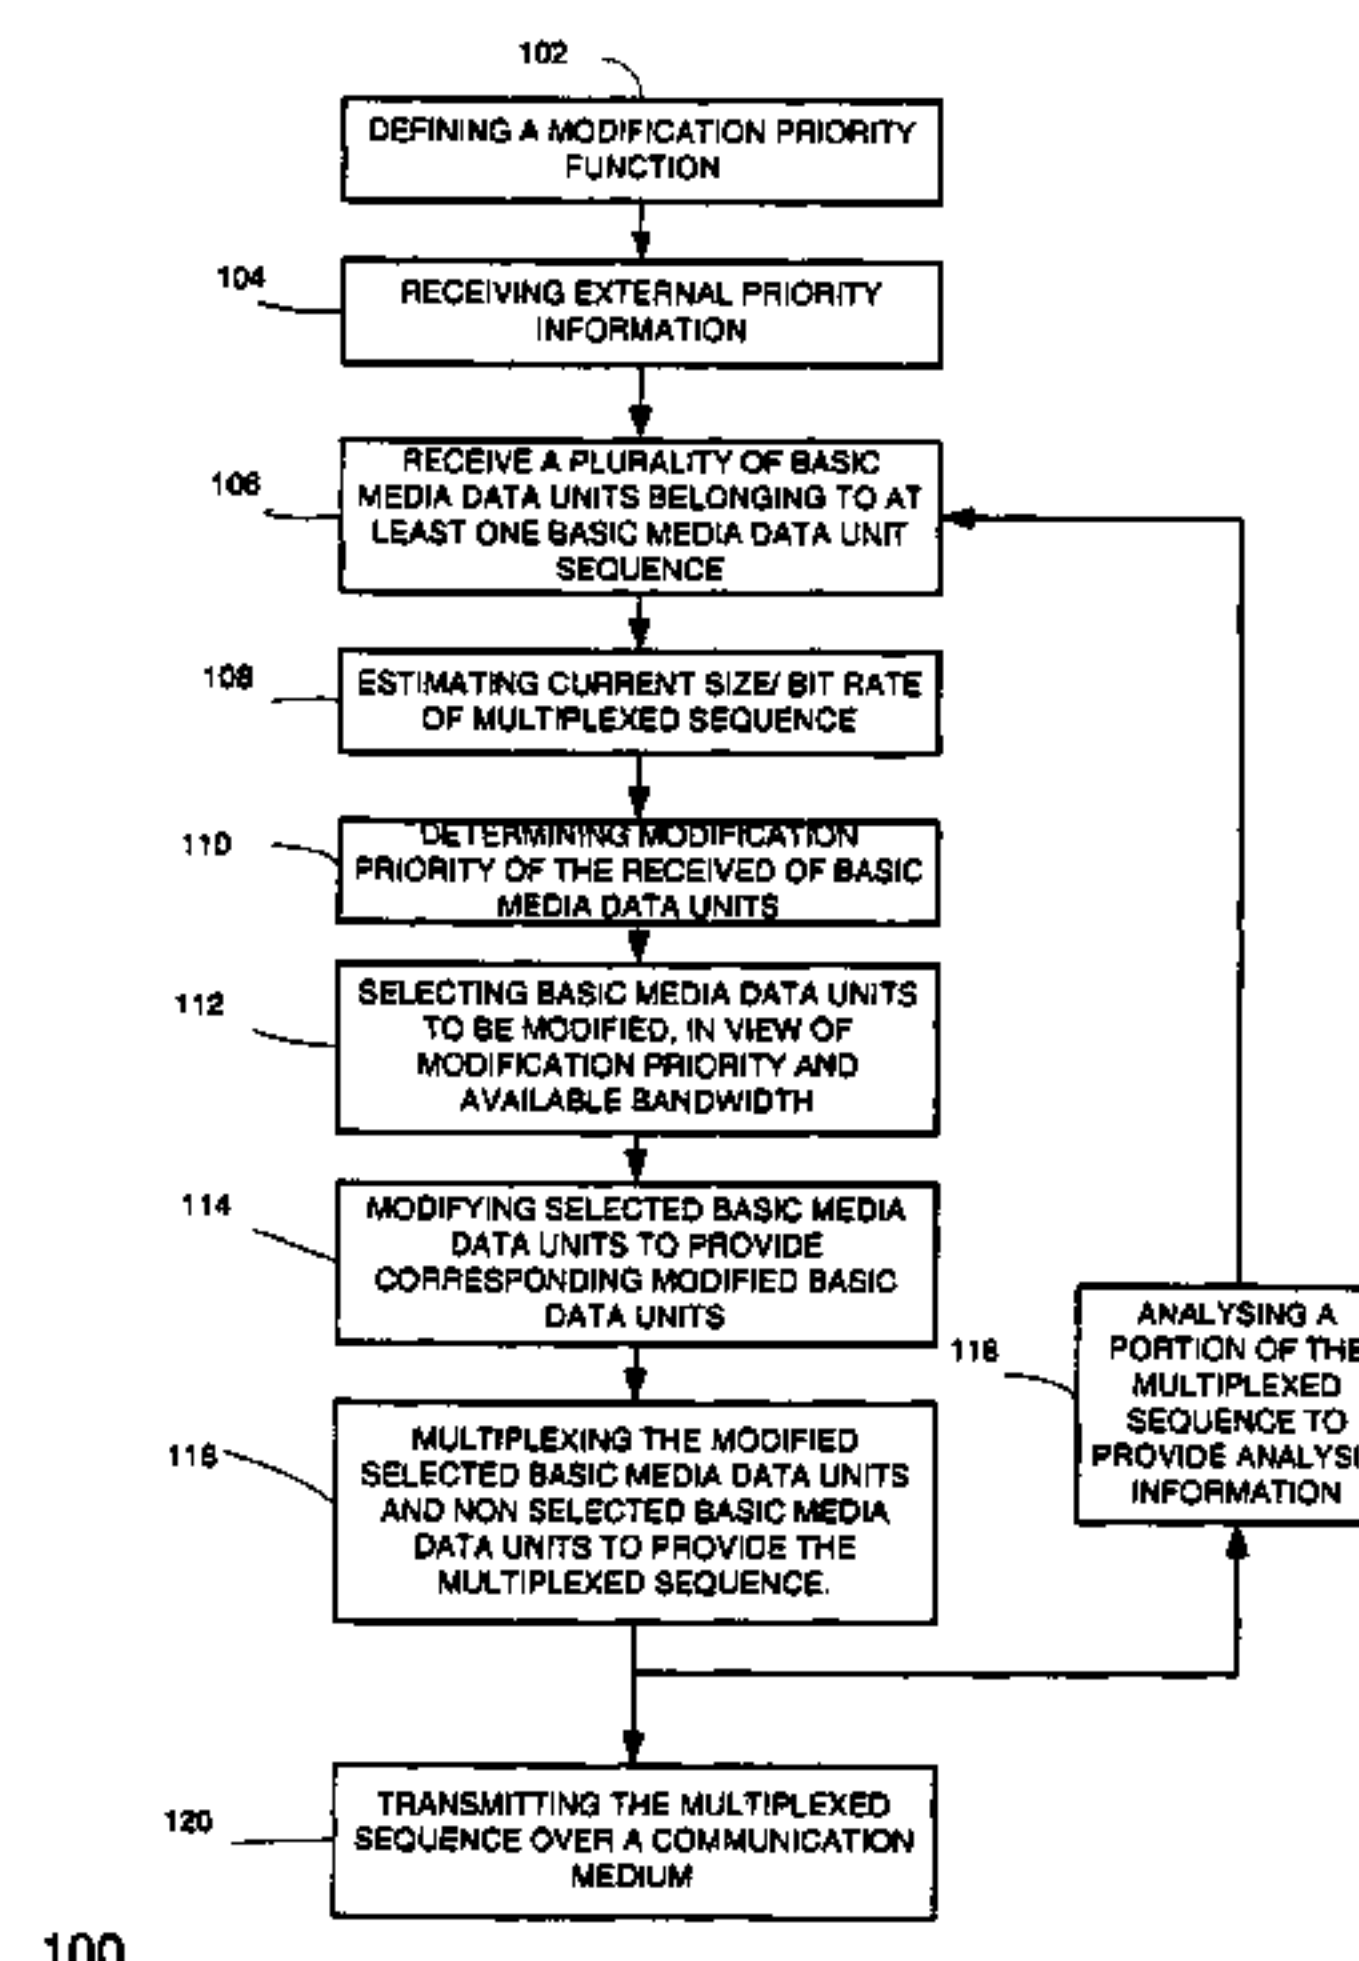 102
DEFINING A MODIFICATION PRIORITY
FUNCTION
104
RECEIVING EXTERNAL PRIORITY
INFORMATION
106
RECEIVE A PLURALITY OF BASIC
MEDIA DATA UNITS BELONGING TO AT
LEAST ONE BASIC MEDIA DATA UNIT
SEQUENCE
108
ESTIMATING CURRENT SIZE/ BIT RATE
OF MULTIPLEXED SEQUENCE
110
DETERMINING MODIFICATION
PRIORITY OF THE RECEIVED OF BASIC
MEDIA DATA UNITS
112
SELECTING BASIC MEDIA DATA UNITS
TO BE MODIFIED, IN VIEW OF
MODIFICATION PRIORITY AND
AVAILABLE BANDWIDTH
114
MODIFYING SELECTED BASIC MEDIA
DATA UNITS TO PROVIDE
CORRESPONDING MODIFIED BASIC
DATA UNITS
118
ANALYSING A
PORTION OF THE
MULTIPLEXED
SEQUENCE TO
PROVIDE ANALYSI
INFORMATION
116
MULTIPLEXING THE MODIFIED
SELECTED BASIC MEDIA DATA UNITS
AND NON SELECTED BASIC MEDIA
DATA UNITS TO PROVIDE THE
MULTIPLEXED SEQUENCE.
120
TRANSMITTING THE MULTIPLEXED
SEQUENCE OVER A COMMUNICATION
MEDIUM
100